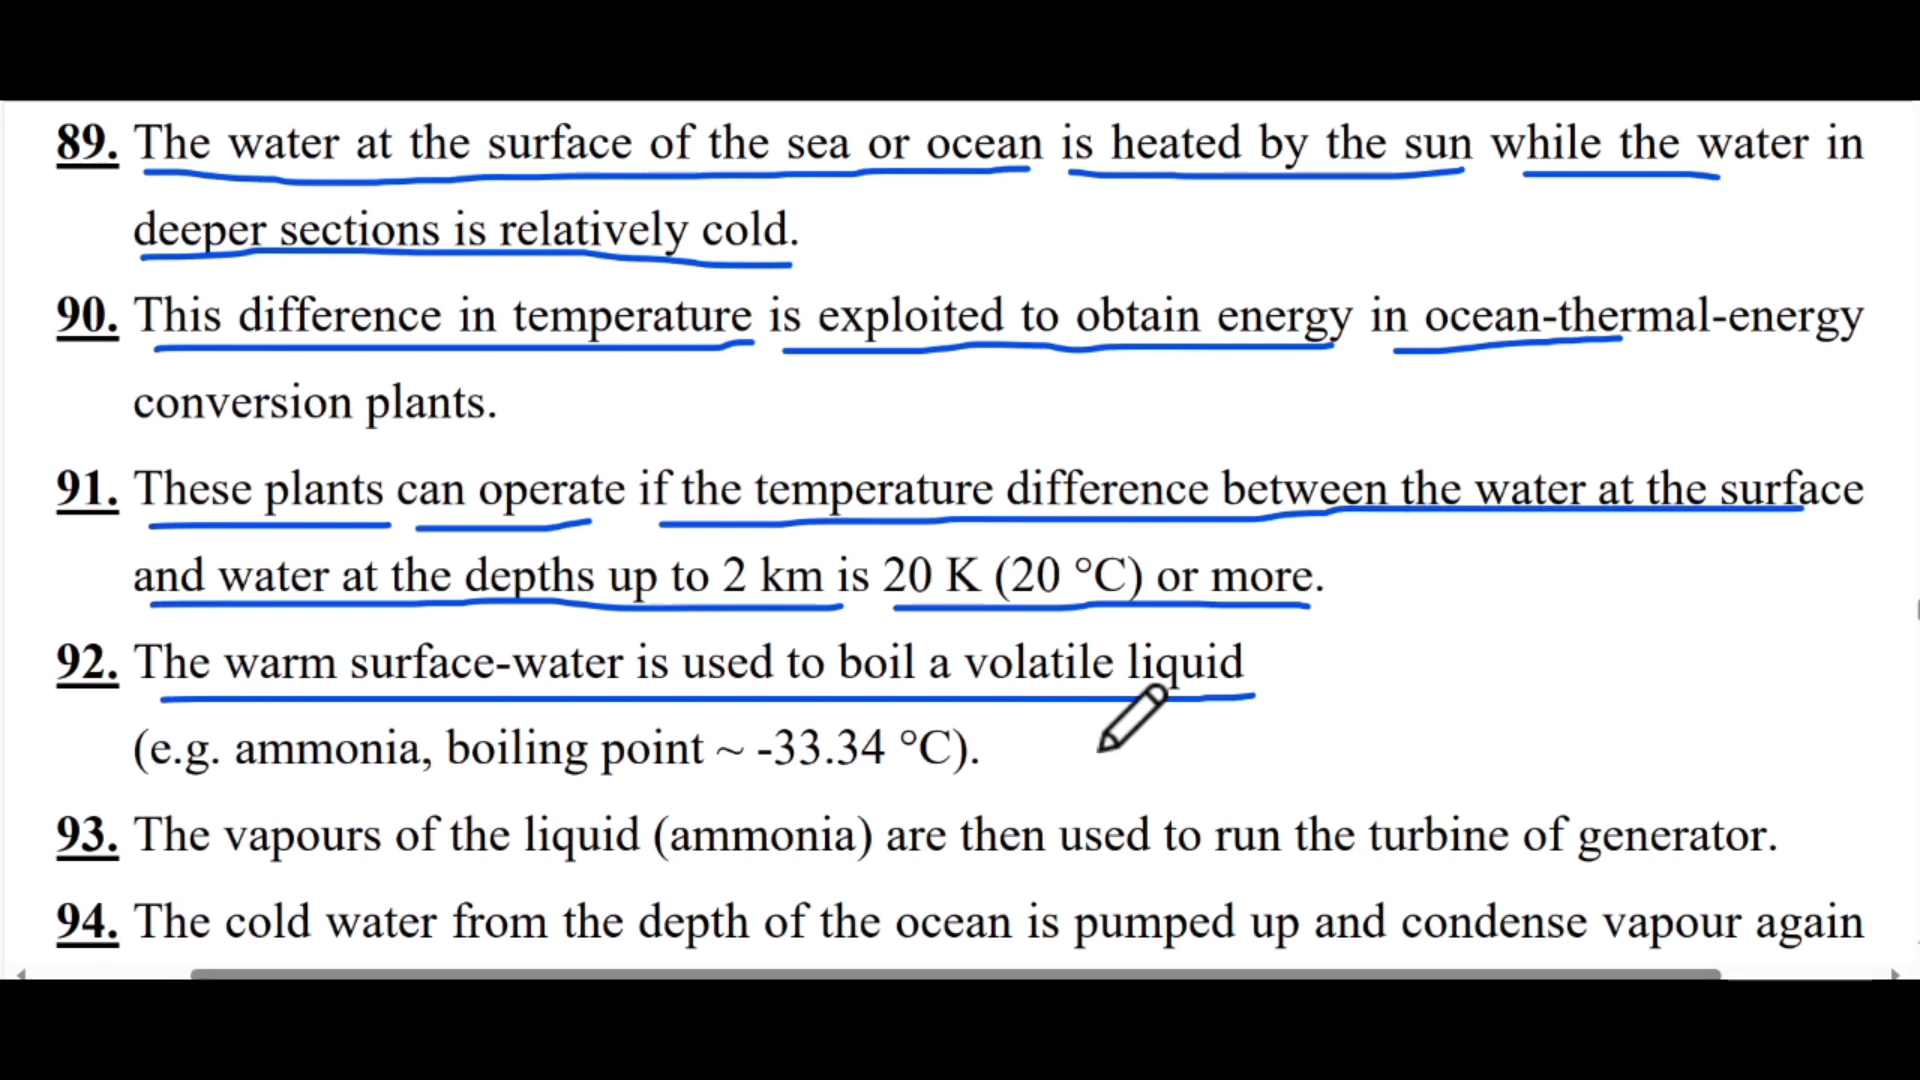 89. The water at the surface of the sea or ocean is heated by the sun while the water in
deeper sections is relatively cold.
90. This difference in temperature is exploited to obtain energy in ocean-thermal-energy
conversion plants.
91. These plants can operate if the temperature difference between the water at the surface
and water at the depths up to 2 km is 20 K (20 °C) or more.
92. The warm surface-water is used to boil a volatile liquid
(e.g. ammonia, boiling point ~ -33.34 °C).
93. The vapours of the liquid (ammonia) are then used to run the turbine of generator.
94. The cold water from the depth of the ocean is pumped up and condense vapour again